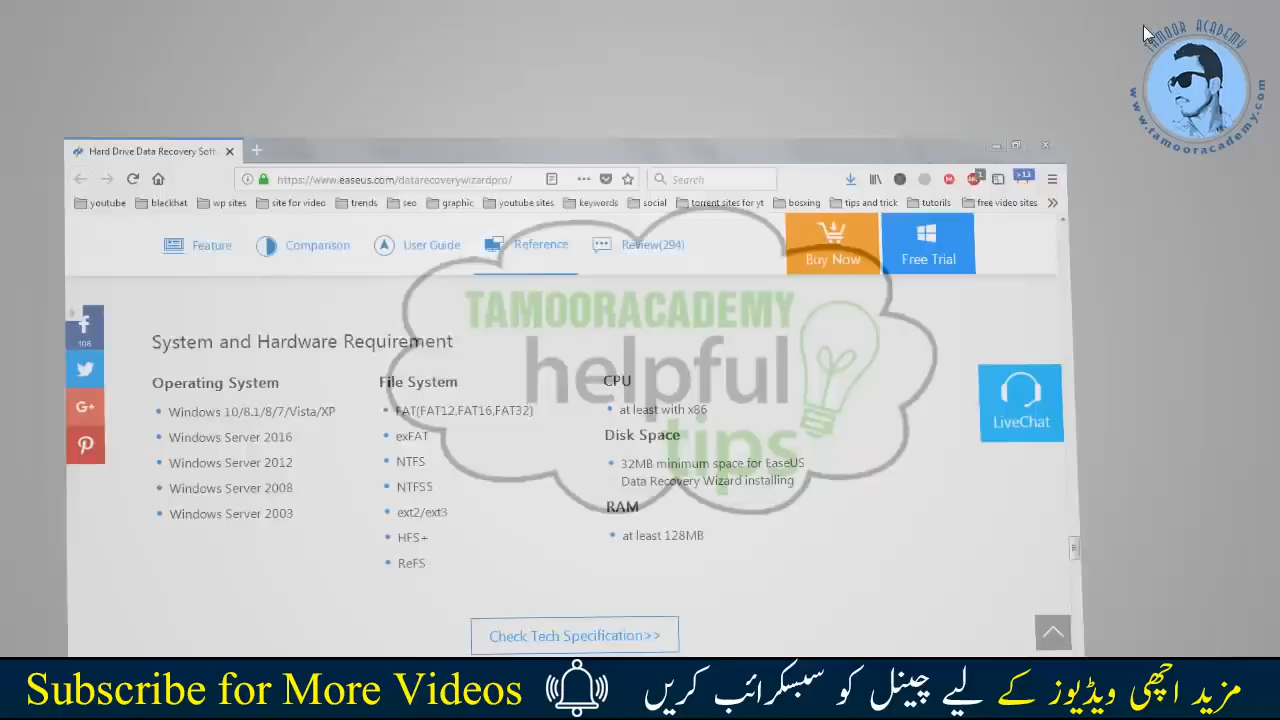 TAMOOR ACADEMY
www.tamooracademy.com
Hard Drive Data Recovery Soft
https://www.easeus.com/datarecoverywizardpro/
Search
1
>13
youtube
blackhat
wp sites
site for video
trends
seo
graphic
youtube sites
keywords
social
torrent sites for yt
boxsing
tips and trick
tutorils
free video sites
Feature
Comparison
User Guide
Reference
Review(294)
Buy Now
Free Trial
108
G+
TAMOORACADEMY
helpful
tips
System and Hardware Requirement
Operating System
Windows 10/8.1/8/7/Vista/XP
Windows Server 2016
Windows Server 2012
Windows Server 2008
Windows Server 2003
File System
FAT(FAT12,FAT16,FAT32)
exFAT
NTFS
NTFS5
ext2/ext3
HFS+
ReFS
CPU
at least with x86
Disk Space
32MB minimum space for EaseUS
Data Recovery Wizard installing
RAM
at least 128MB
LiveChat
Check Tech Specification>>
Subscribe for More Videos
مزید اچھی ویڈیوز کے لیے چینل کو سبسکرائب کریں